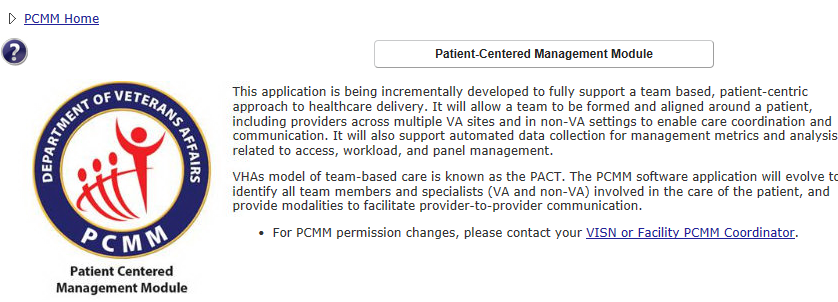 PCMM Home
?
Patient-Centered Management Module
DEPARTMENT OF VETERANS AFFAIRS
PCMM
Patient Centered
Management Module
This application is being incrementally developed to fully support a team based, patient-centric
approach to healthcare delivery. It will allow a team to be formed and aligned around a patient,
including providers across multiple VA sites and in non-VA settings to enable care coordination and
communication. It will also support automated data collection for management metrics and analysis
related to access, workload, and panel management.
VHAs model of team-based care is known as the PACT. The PCMM software application will evolve to
identify all team members and specialists (VA and non-VA) involved in the care of the patient, and
provide modalities to facilitate provider-to-provider communication.
• For PCMM permission changes, please contact your VISN or Facility PCMM Coordinator.